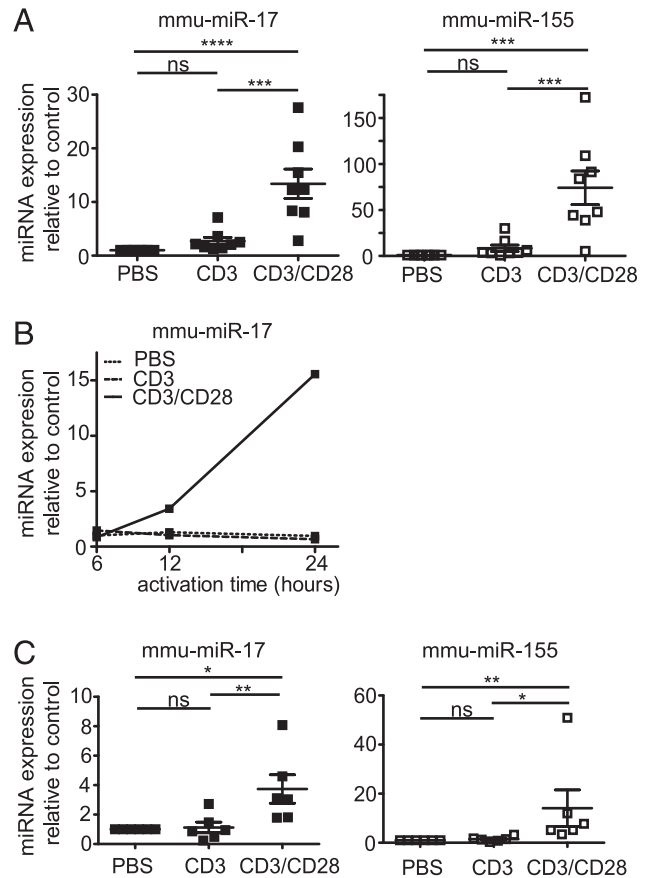 A
mmu-miR-17
mmu-miR-155
****
ns
***
***
ns
***
miRNA expression
relative to control
30
20
10
0
150
100
50
0
PBS CD3 CD3/CD28
PBS CD3 CD3/CD28
B
mmu-miR-17
PBS
CD3
CD3/CD28
miRNA expresion
relative to control
15
10
5
0
6 12 24
activation time (hours)
C
mmu-miR-17
mmu-miR-155
*
ns
**
**
ns
*
miRNA expression
relative to control
10
8
6
4
2
0
60
40
20
0
PBS CD3 CD3/CD28
PBS CD3 CD3/CD28